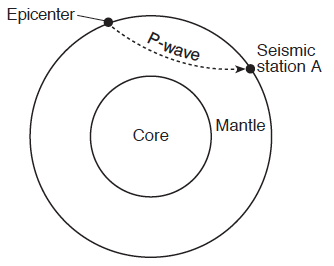 Epicenter
P-wave
Seismic
station A
Mantle
Core